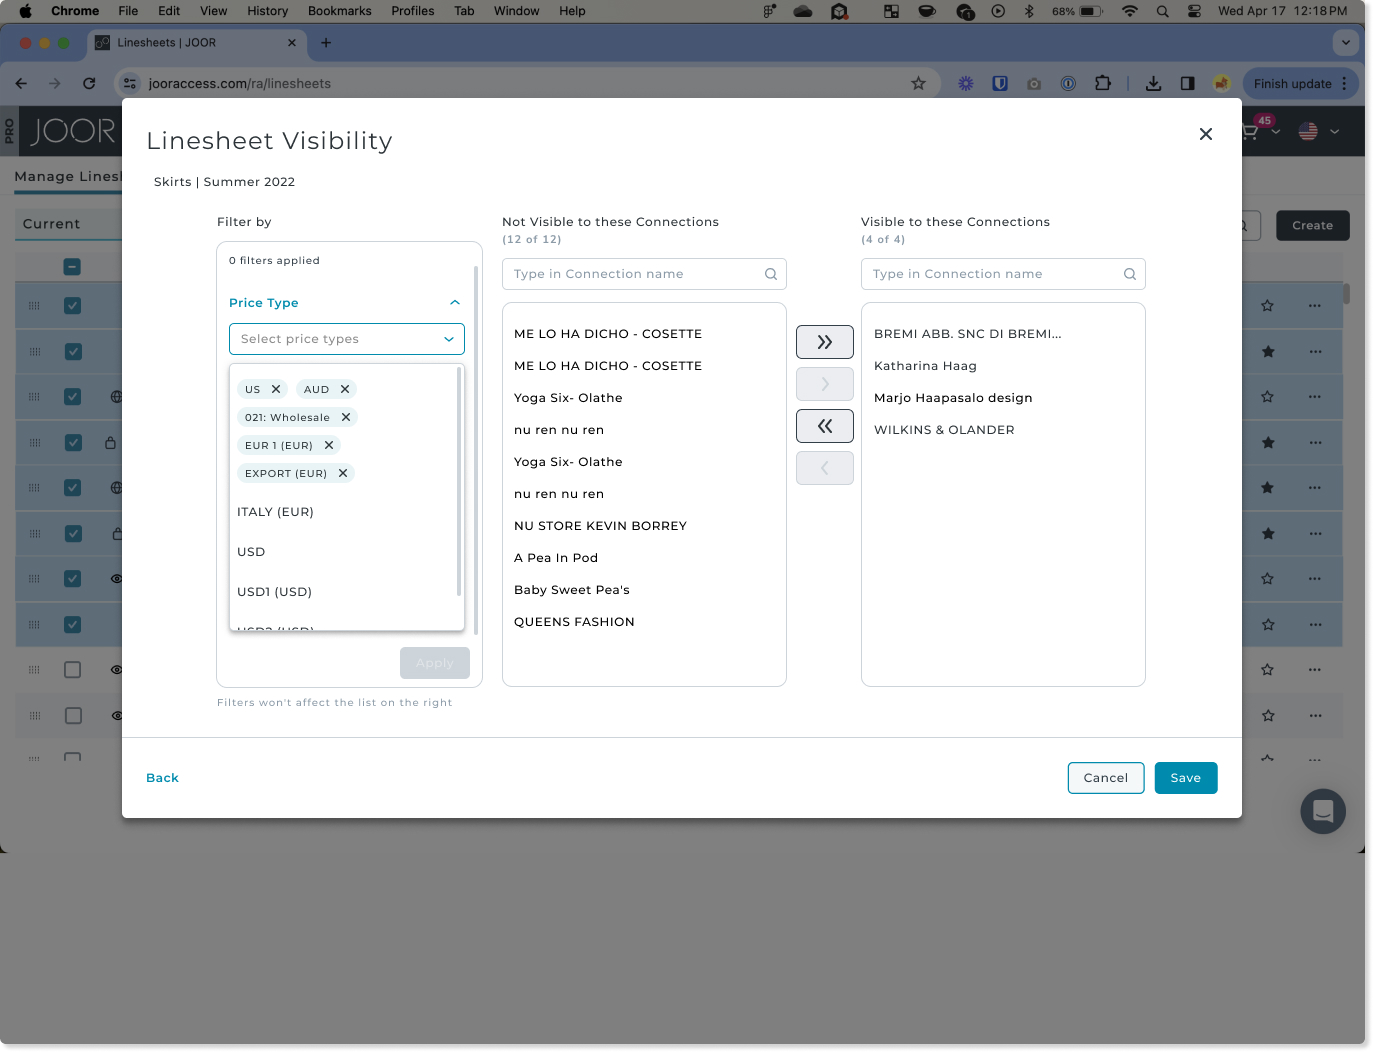 Chrome File Edit View History Bookmarks Profiles Tab Window Help 68% Wed Apr 17 12:18 PM
Linesheets | JOOR
jooraccess.com/ra/linesheets
Finish update
PRO
JOOR
45
Linesheet Visibility
Manage Linesh
Skirts | Summer 2022
Current
Create
Filter by
0 filters applied
Price Type
Select price types
US
AUD
021: Wholesale
EUR 1 (EUR)
EXPORT (EUR)
ITALY (EUR)
USD
USD1 (USD)
USD2 (USD)
Apply
Filters won't affect the list on the right
Not Visible to these Connections
(12 of 12)
Type in Connection name
ME LO HA DICHO - COSETTE
ME LO HA DICHO - COSETTE
Yoga Six- Olathe
nu ren nu ren
Yoga Six- Olathe
nu ren nu ren
NU STORE KEVIN BORREY
A Pea In Pod
Baby Sweet Pea's
QUEENS FASHION
Visible to these Connections
(4 of 4)
Type in Connection name
BREMI ABB. SNC DI BREMI...
Katharina Haag
Marjo Haapasalo design
WILKINS & OLANDER
Back
Cancel
Save